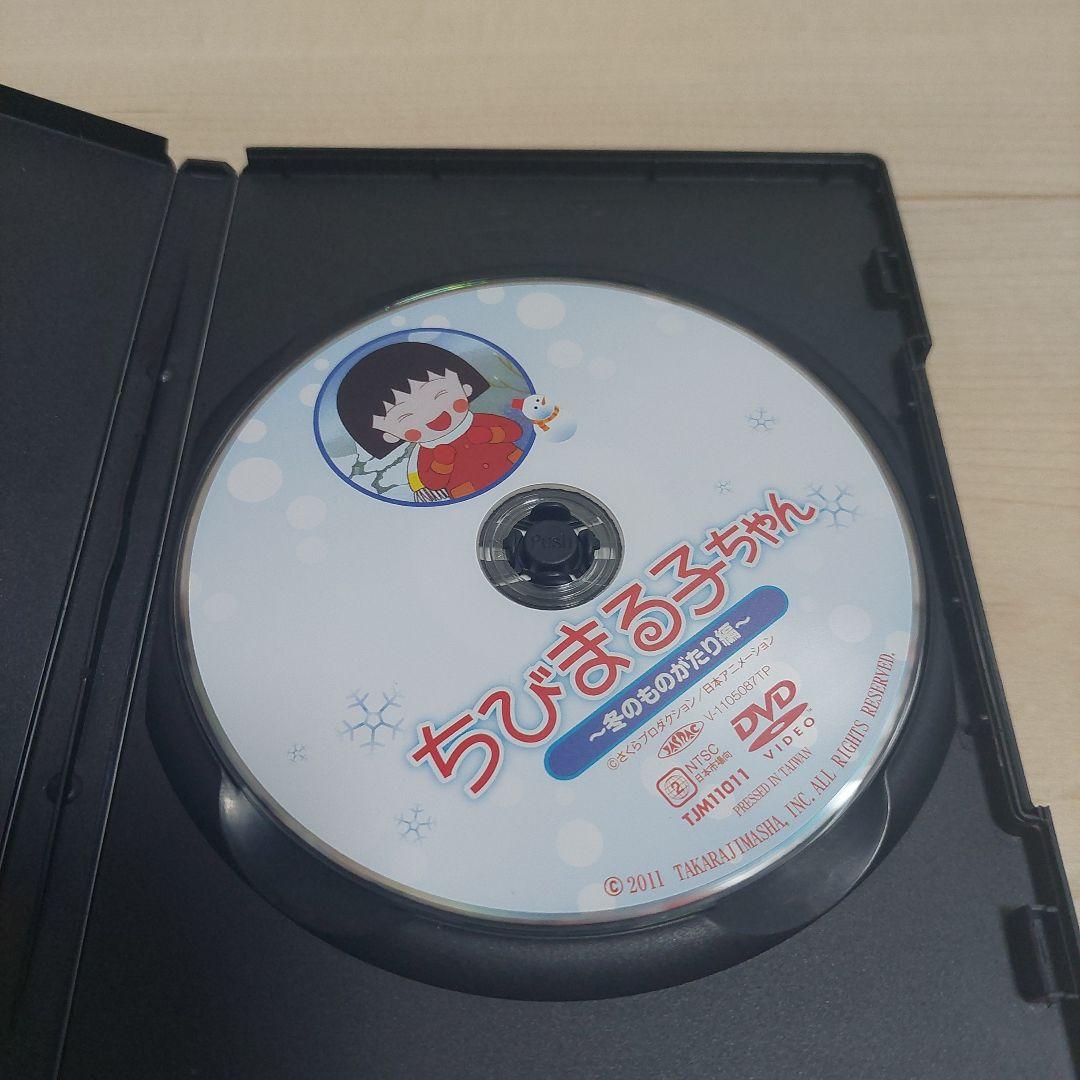 Push
ちびまる子ちゃん
～冬のものがたり編～
©さくらプロダクション/日本アニメーション
JASRAC V-1105087TP
2 NTSC
日本市場向
TJM11011
DVD
VIDEO
PRESSED IN TAIWAN
© 2011 TAKARAJIMASHA, INC. ALL RIGHTS RESERVED.